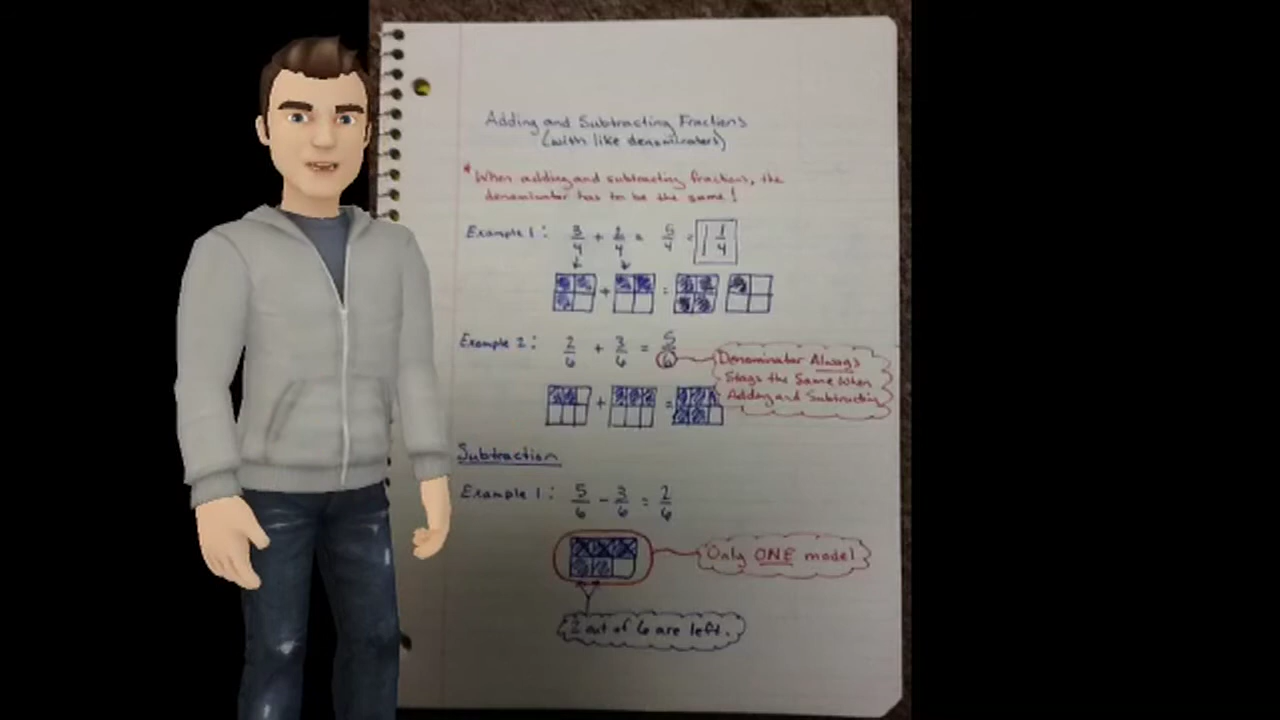 Adding and Subtracting Fractions
(with like denominators)
* When adding and subtracting fractions, the
denominator has to be the same!
Example 1: 3/4 + 2/4 = 5/4 = 1 1/4
+ =
Example 2: 2/6 + 3/6 = 5/6
Denominator Always
Stays the Same When
Adding and Subtracting
+ =
Subtraction
Example 1: 5/6 - 3/6 = 2/6
Only ONE model
2 out of 6 are left.